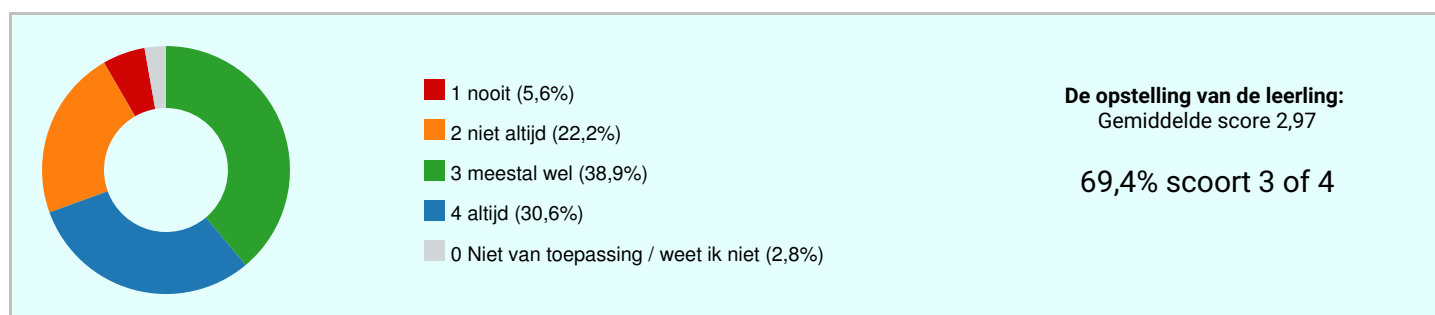 1 nooit (5,6%)
2 niet altijd (22,2%)
3 meestal wel (38,9%)
4 altijd (30,6%)
0 Niet van toepassing / weet ik niet (2,8%)
De opstelling van de leerling:
Gemiddelde score 2,97
69,4% scoort 3 of 4